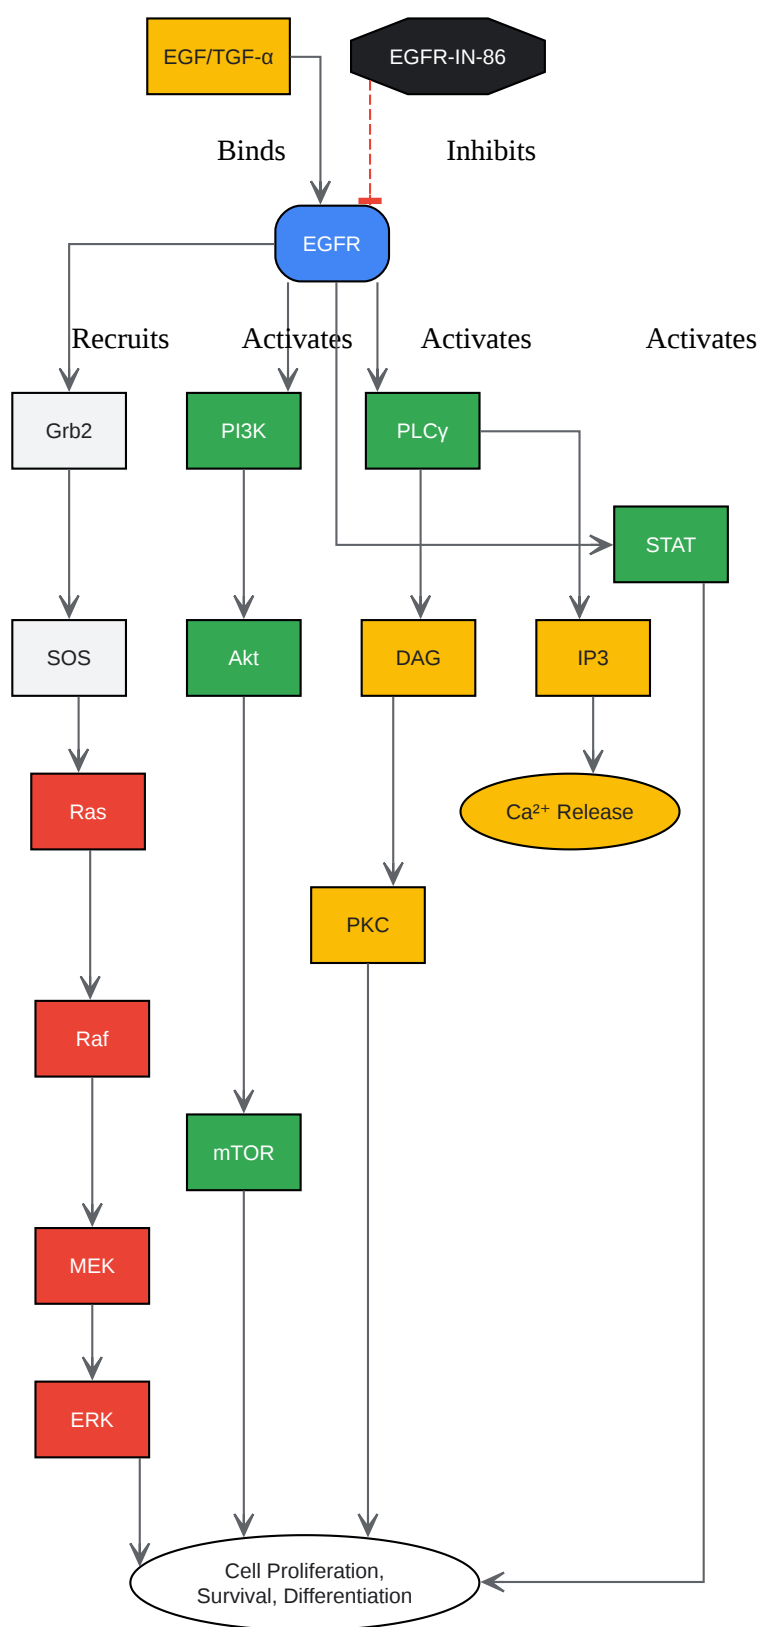 EGF/TGF-α
EGFR-IN-86
Binds
Inhibits
EGFR
Recruits
Activates
Activates
Activates
Grb2
PI3K
PLCγ
STAT
SOS
Akt
DAG
IP3
Ras
Ca²⁺ Release
PKC
Raf
mTOR
MEK
ERK
Cell Proliferation,
Survival, Differentiation